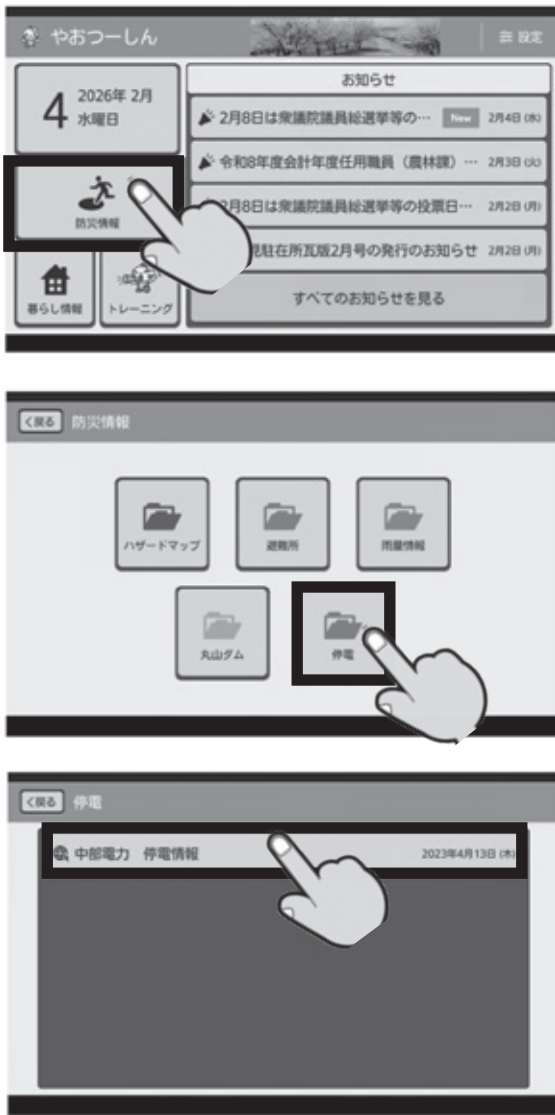 やおつーしん
設定
4
2026年 2月
水曜日
お知らせ
2月8日は衆議院議員総選挙等の… New 2月4日 (水)
令和8年度会計年度任用職員（農林課）… 2月3日 (火)
2月8日は衆議院議員総選挙等の投票日… 2月2日 (月)
見駐在所瓦版2月号の発行のお知らせ 2月2日 (月)
すべてのお知らせを見る
防災情報
暮らし情報
トレーニング
<戻る 防災情報
ハザードマップ
避難所
雨量情報
丸山ダム
停電
<戻る 停電
中部電力 停電情報 2023年4月13日 (木)